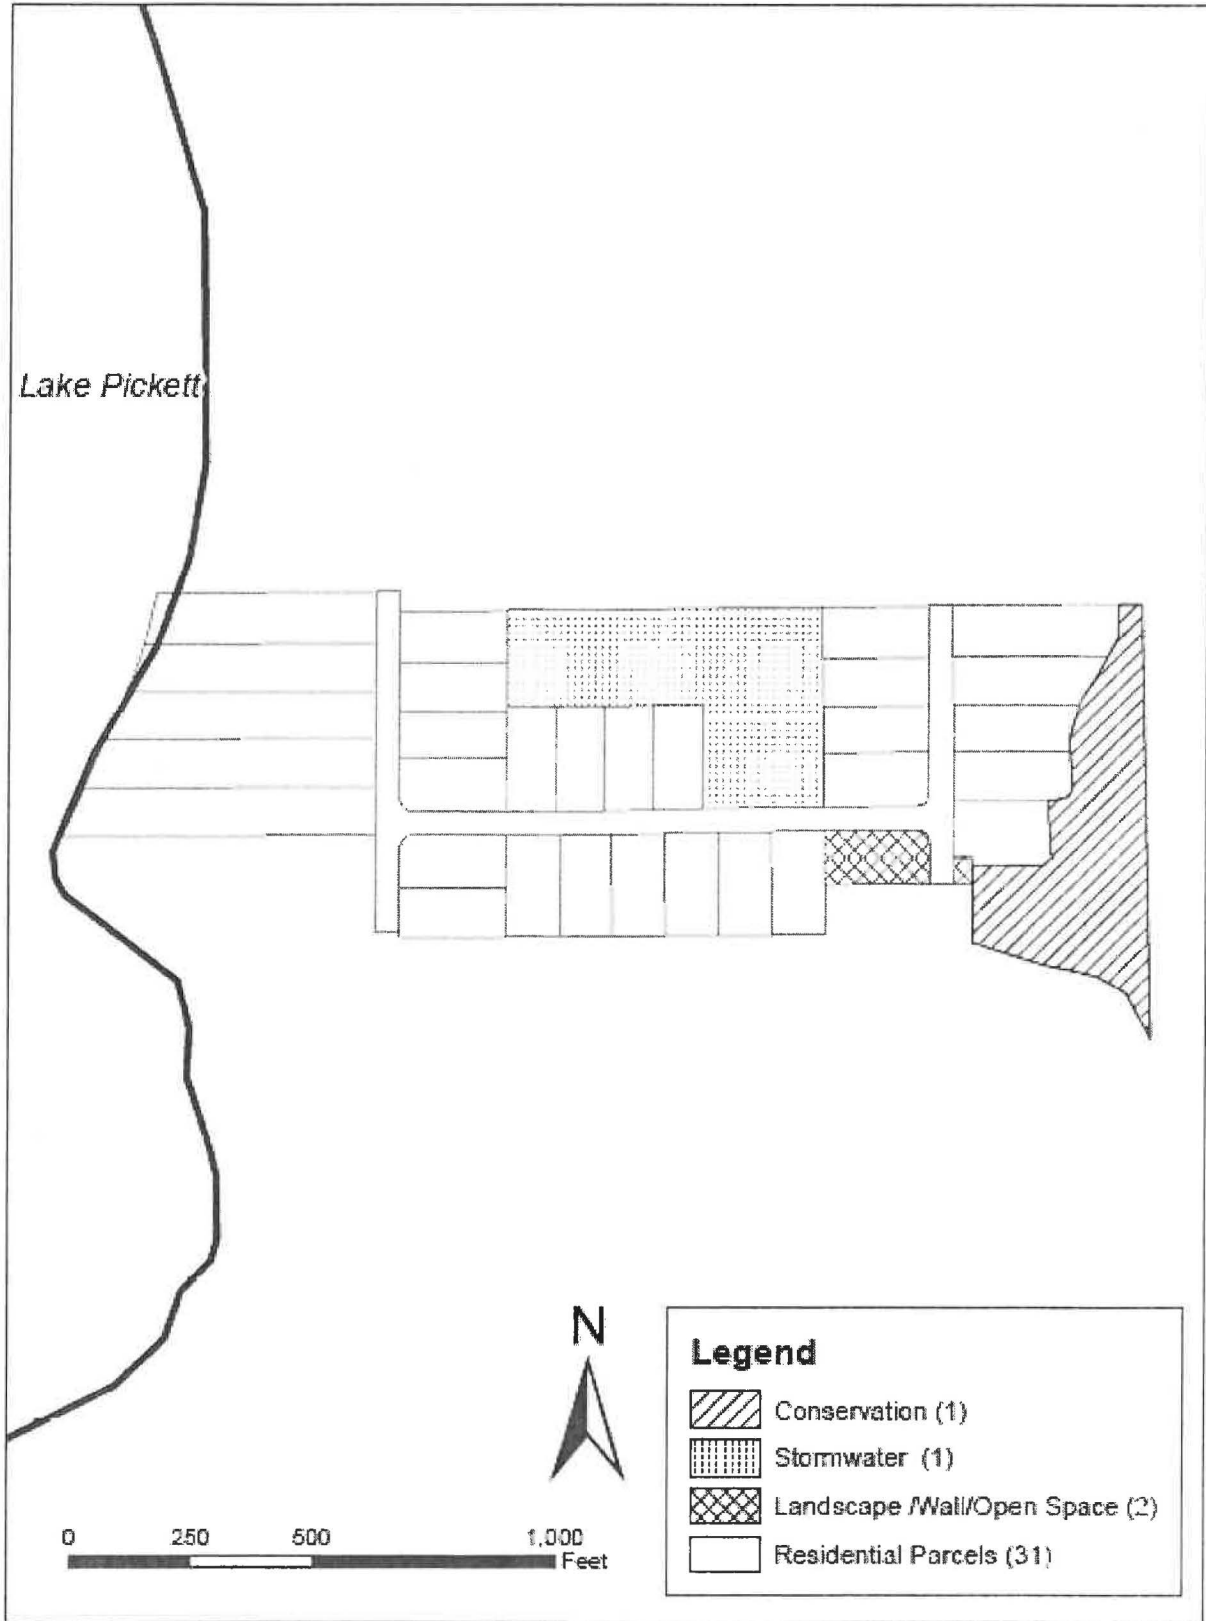 Lake Pickett
N
Legend
Conservation (1)
Stormwater (1)
Landscape /Wall/Open Space (2)
Residential Parcels (31)
0 250 500 1,000
Feet